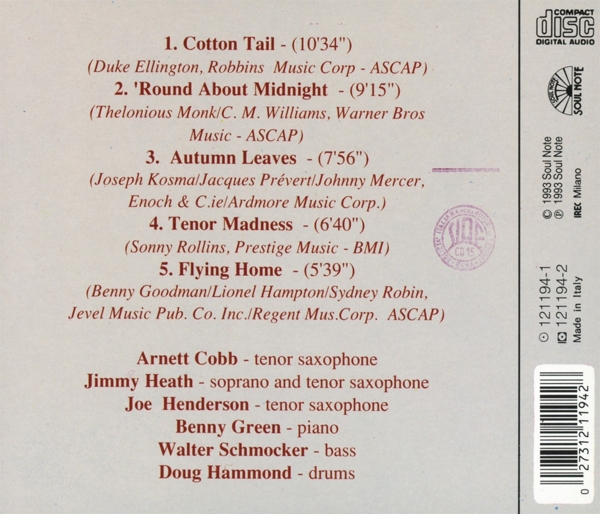 1. Cotton Tail - (10'34")
(Duke Ellington, Robbins Music Corp - ASCAP)
2. 'Round About Midnight - (9'15")
(Thelonious Monk/C. M. Williams, Warner Bros
Music - ASCAP)
3. Autumn Leaves - (7'56")
(Joseph Kosma/Jacques Prévert/Johnny Mercer,
Enoch & C.ie/Ardmore Music Corp.)
4. Tenor Madness - (6'40")
(Sonny Rollins, Prestige Music - BMI)
5. Flying Home - (5'39")
(Benny Goodman/Lionel Hampton/Sydney Robin,
Jevel Music Pub. Co. Inc./Regent Mus.Corp. ASCAP)
Arnett Cobb - tenor saxophone
Jimmy Heath - soprano and tenor saxophone
Joe Henderson - tenor saxophone
Benny Green - piano
Walter Schmocker - bass
Doug Hammond - drums
COMPACT
disc
DIGITAL AUDIO
SOUL NOTE
© 1993 Soul Note
℗ 1993 Soul Note
IREC Milano
121194-1
121194-2
Made in Italy
0 27312 11942